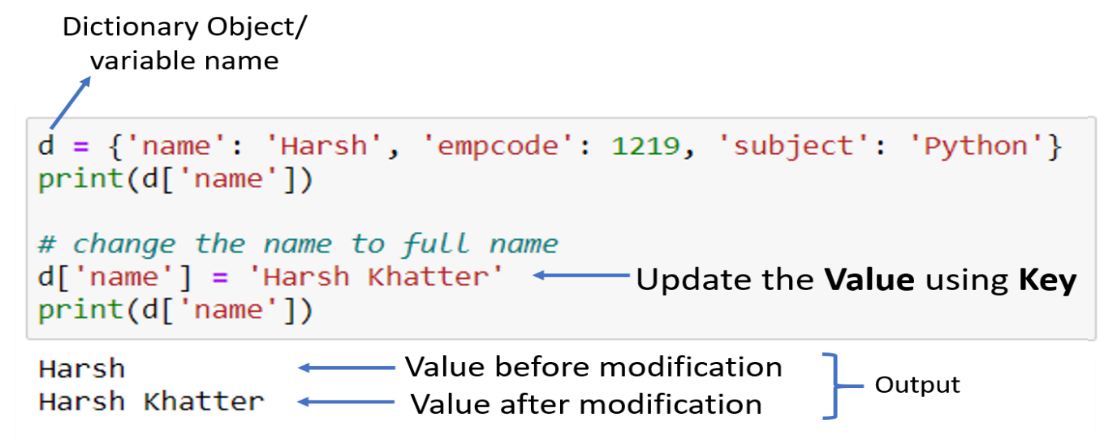 Dictionary Object/
variable name
d = {'name': 'Harsh', 'empcode': 1219, 'subject': 'Python'}
print(d['name'])
# change the name to full name
d['name'] = 'Harsh Khatter'
Update the Value using Key
print(d['name'])
Harsh
Value before modification
Harsh Khatter
Value after modification
Output